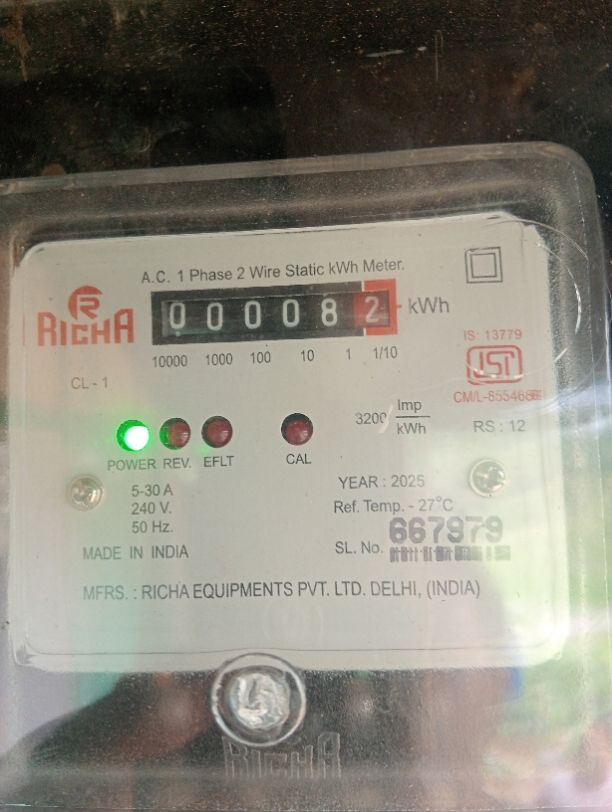 A.C. 1 Phase 2 Wire Static kWh Meter.
R
RICHA
000082 kWh
10000 1000 100 10 1 1/10
IS: 13779
ISI
CL - 1
3200 Imp/kWh
RS : 12
POWER REV. EFLT CAL
5-30 A
240 V.
50 Hz.
YEAR : 2025
Ref. Temp. - 27°C
MADE IN INDIA
SL. No. 667979
MFRS. : RICHA EQUIPMENTS PVT. LTD. DELHI, (INDIA)
RICHA